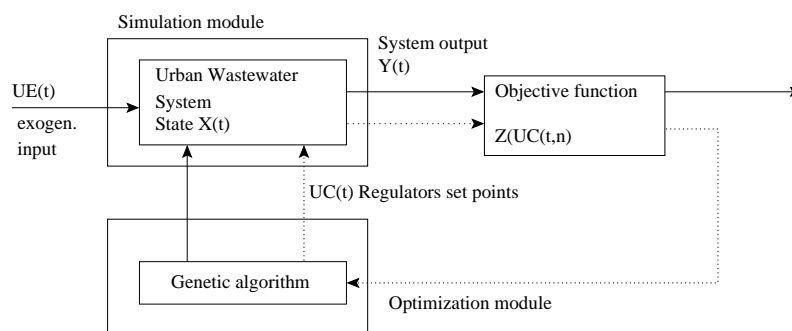 Simulation module
System output
Y(t)
UE(t)
exogen.
input
Urban Wastewater
System
State X(t)
Objective function
Z(UC(t,n)
UC(t) Regulators set points
Genetic algorithm
Optimization module